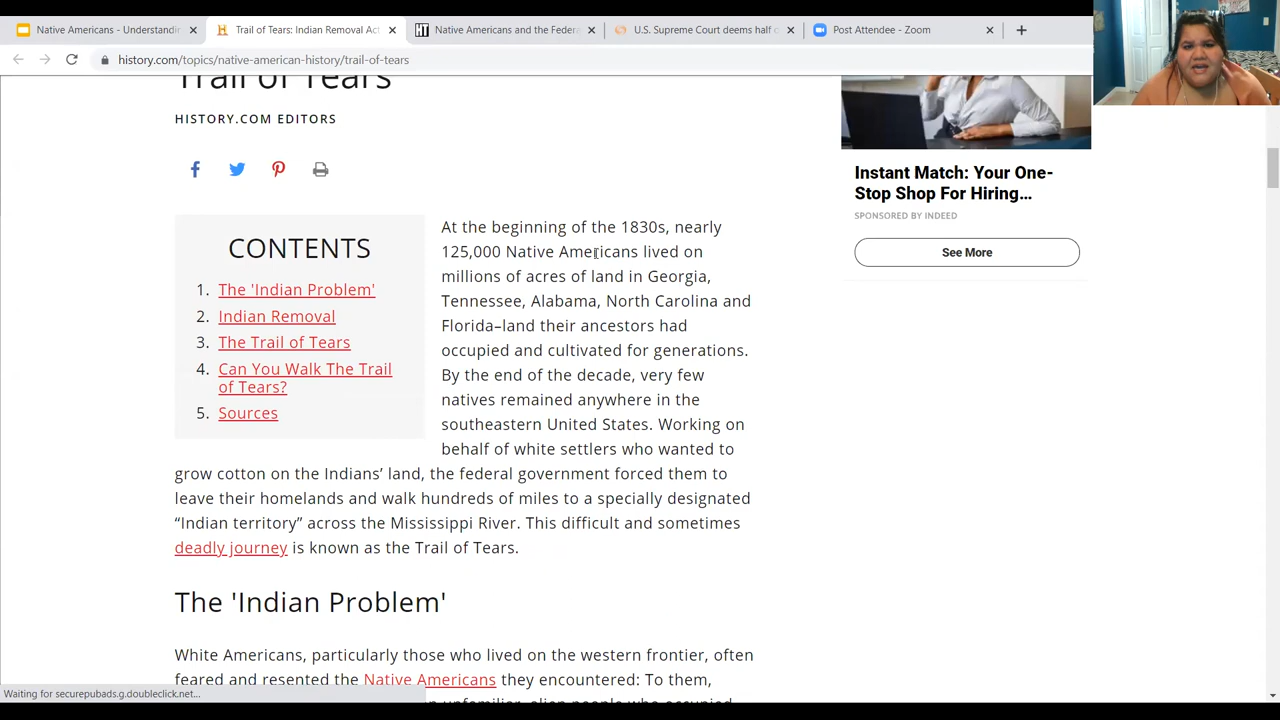 Native Americans - Understandin
Trail of Tears: Indian Removal Act
Native Americans and the Federa
U.S. Supreme Court deems half o
Post Attendee - Zoom
history.com/topics/native-american-history/trail-of-tears
Trail of Tears
HISTORY.COM EDITORS
CONTENTS
1. The 'Indian Problem'
2. Indian Removal
3. The Trail of Tears
4. Can You Walk The Trail
of Tears?
5. Sources
At the beginning of the 1830s, nearly
125,000 Native Americans lived on
millions of acres of land in Georgia,
Tennessee, Alabama, North Carolina and
Florida–land their ancestors had
occupied and cultivated for generations.
By the end of the decade, very few
natives remained anywhere in the
southeastern United States. Working on
behalf of white settlers who wanted to
grow cotton on the Indians’ land, the federal government forced them to
leave their homelands and walk hundreds of miles to a specially designated
“Indian territory” across the Mississippi River. This difficult and sometimes
deadly journey is known as the Trail of Tears.
The 'Indian Problem'
White Americans, particularly those who lived on the western frontier, often
feared and resented the Native Americans they encountered: To them,
unfamiliar, alien people who occupied
Instant Match: Your One-
Stop Shop For Hiring...
SPONSORED BY INDEED
See More
Waiting for securepubads.g.doubleclick.net...